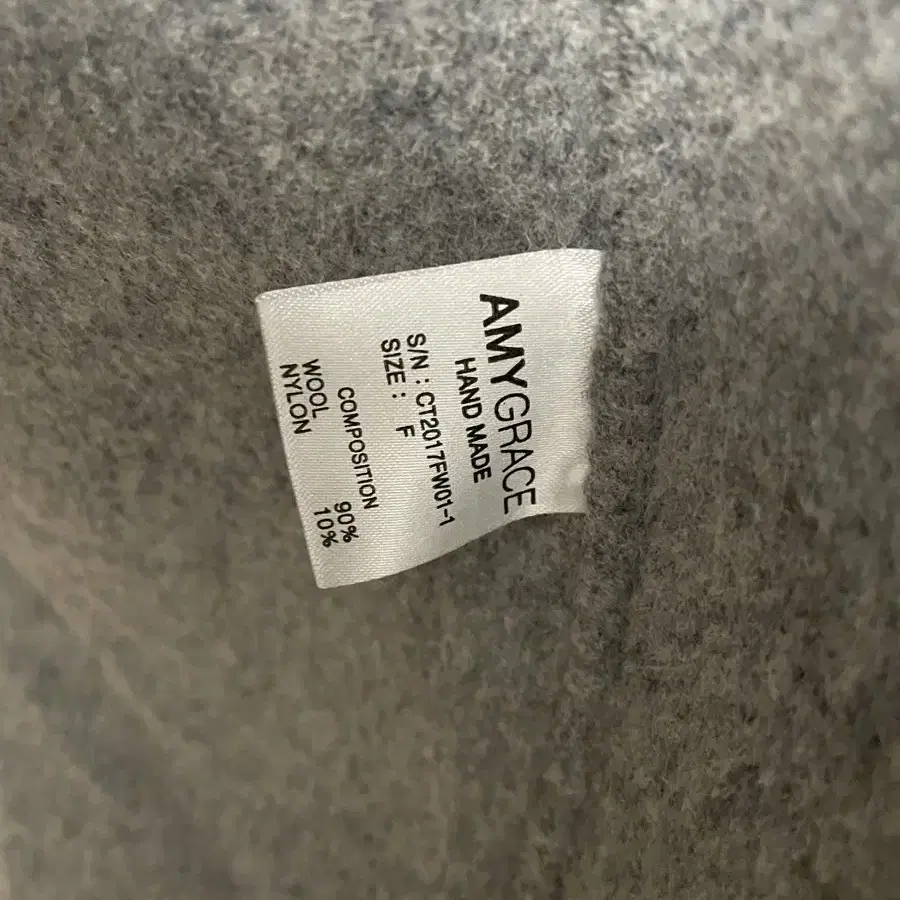 AMYGRACE
HAND MADE
S/N : CT2017FW01-1
SIZE : F
COMPOSITION
WOOL 90%
NYLON 10%